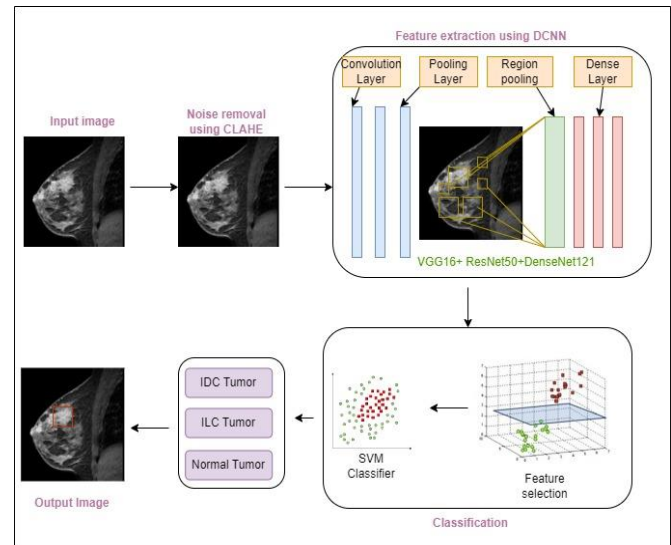 Feature extraction using DCNN
Convolution
Layer
Pooling
Layer
Region
pooling
Dense
Layer
Input image
Noise removal
using CLAHE
VGG16+ ResNet50+DenseNet121
IDC Tumor
ILC Tumor
Normal Tumor
SVM
Classifier
Feature
selection
Output Image
Classification